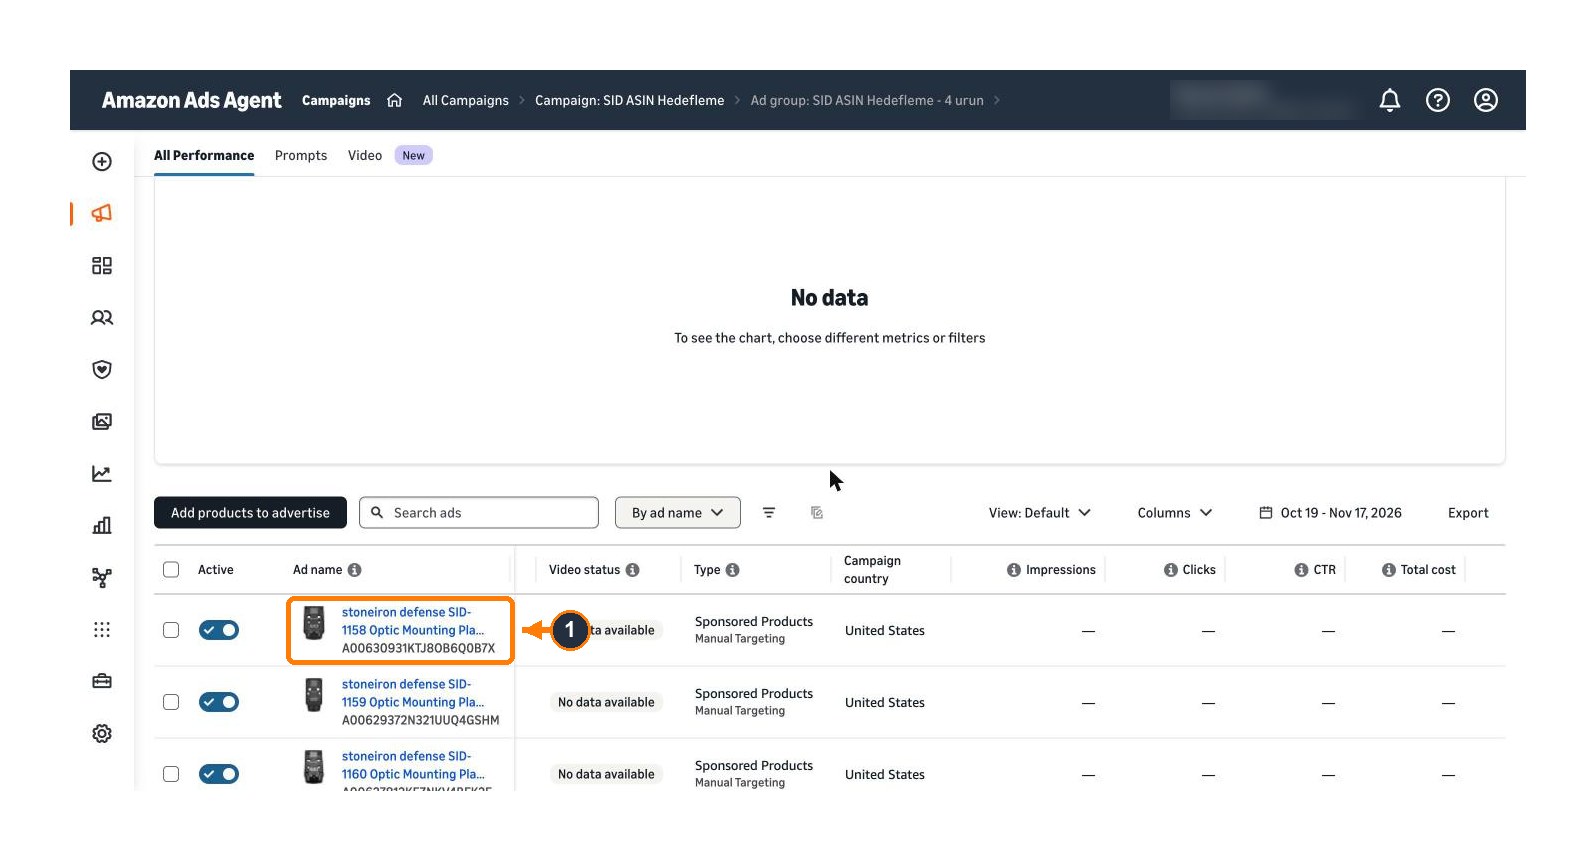 Amazon Ads Agent Campaigns All Campaigns > Campaign: SID ASIN Hedefleme > Ad group: SID ASIN Hedefleme - 4 urun >
All Performance Prompts Video New
No data
To see the chart, choose different metrics or filters
Add products to advertise Search ads By ad name View: Default Columns Oct 19 - Nov 17, 2026 Export
Active Ad name Video status Type Campaign country Impressions Clicks CTR Total cost
stoneiron defense SID-
1158 Optic Mounting Pla...
A00630931KTJ8OB6Q0B7X
1
ta available
Sponsored Products
Manual Targeting
United States
— — — —
stoneiron defense SID-
1159 Optic Mounting Pla...
A00629372N321UUQ4GSHM
No data available
Sponsored Products
Manual Targeting
United States
— — — —
stoneiron defense SID-
1160 Optic Mounting Pla...
No data available
Sponsored Products
Manual Targeting
United States
— — — —